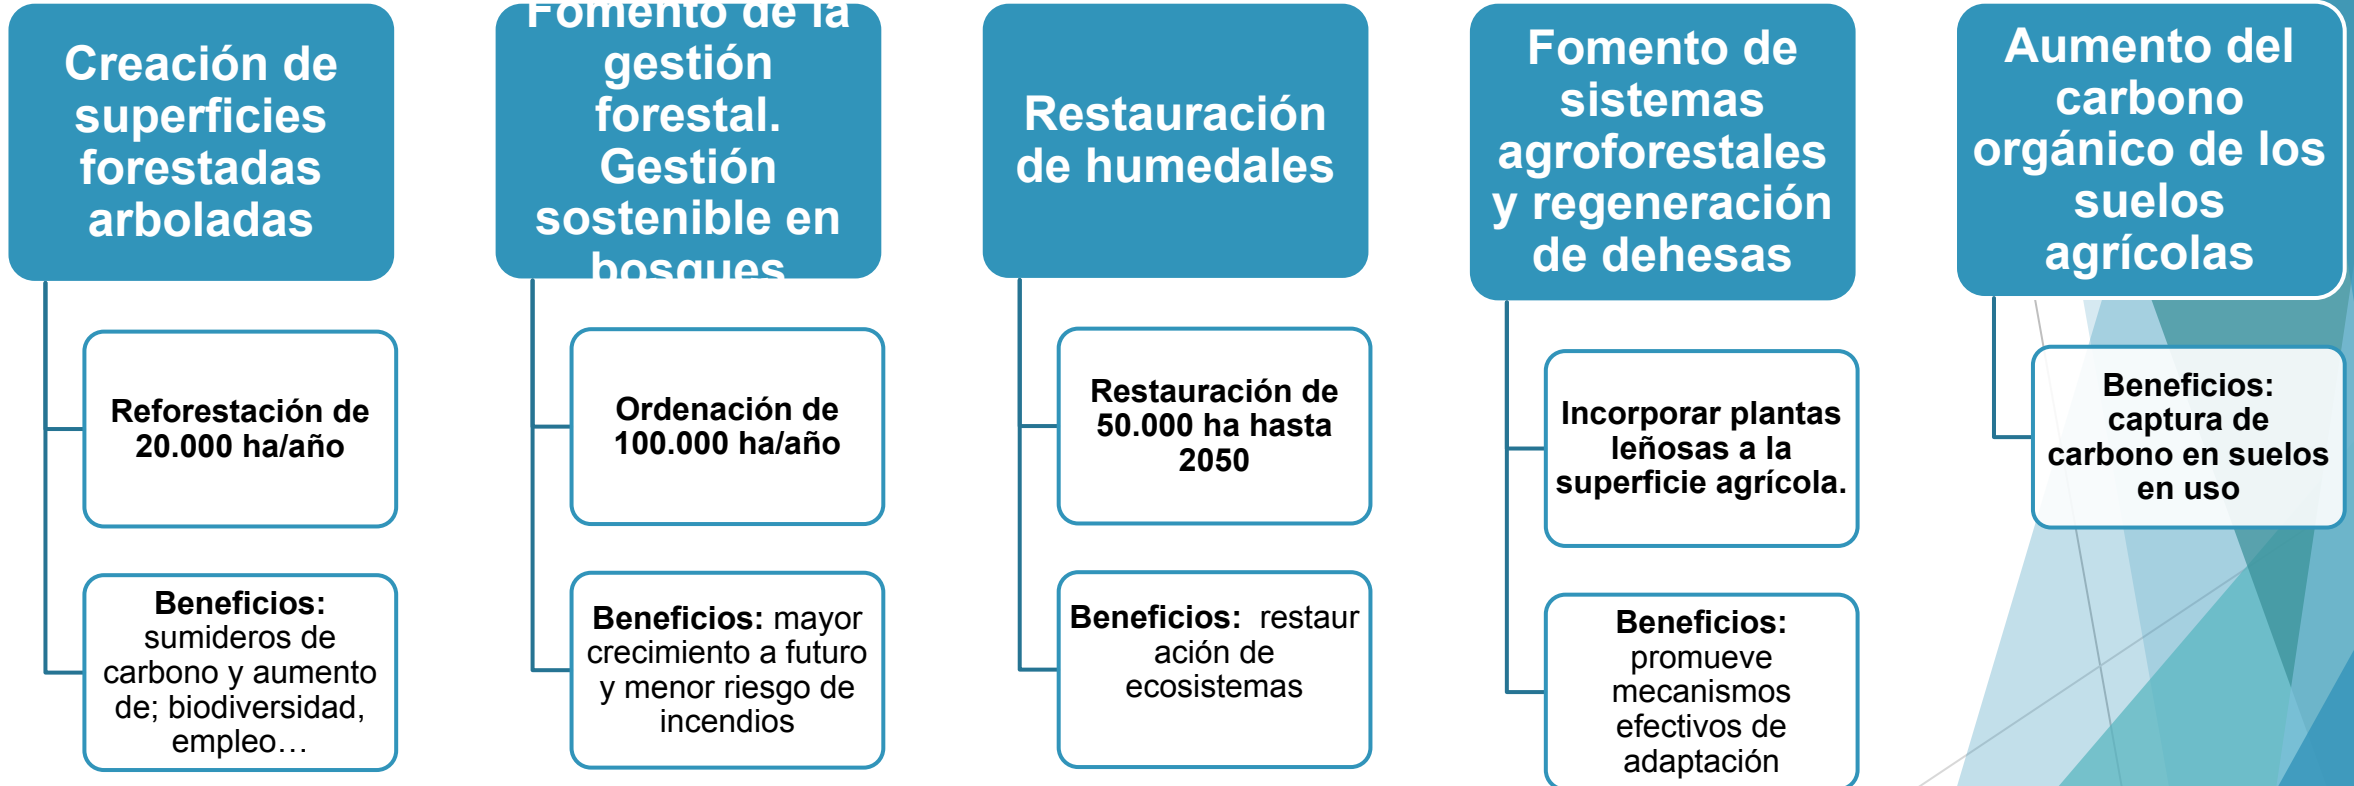 Creación de
superficies
forestadas
arboladas
Reforestación de
20.000 ha/año
Beneficios:
sumideros de
carbono y aumento
de; biodiversidad,
empleo…
Fomento de la
gestión
forestal.
Gestión
sostenible en
bosques
Ordenación de
100.000 ha/año
Beneficios: mayor
crecimiento a futuro
y menor riesgo de
incendios
Restauración
de humedales
Restauración de
50.000 ha hasta
2050
Beneficios: restaur
ación de
ecosistemas
Fomento de
sistemas
agroforestales
y regeneración
de dehesas
Incorporar plantas
leñosas a la
superficie agrícola.
Beneficios:
promueve
mecanismos
efectivos de
adaptación
Aumento del
carbono
orgánico de los
suelos
agrícolas
Beneficios:
captura de
carbono en suelos
en uso